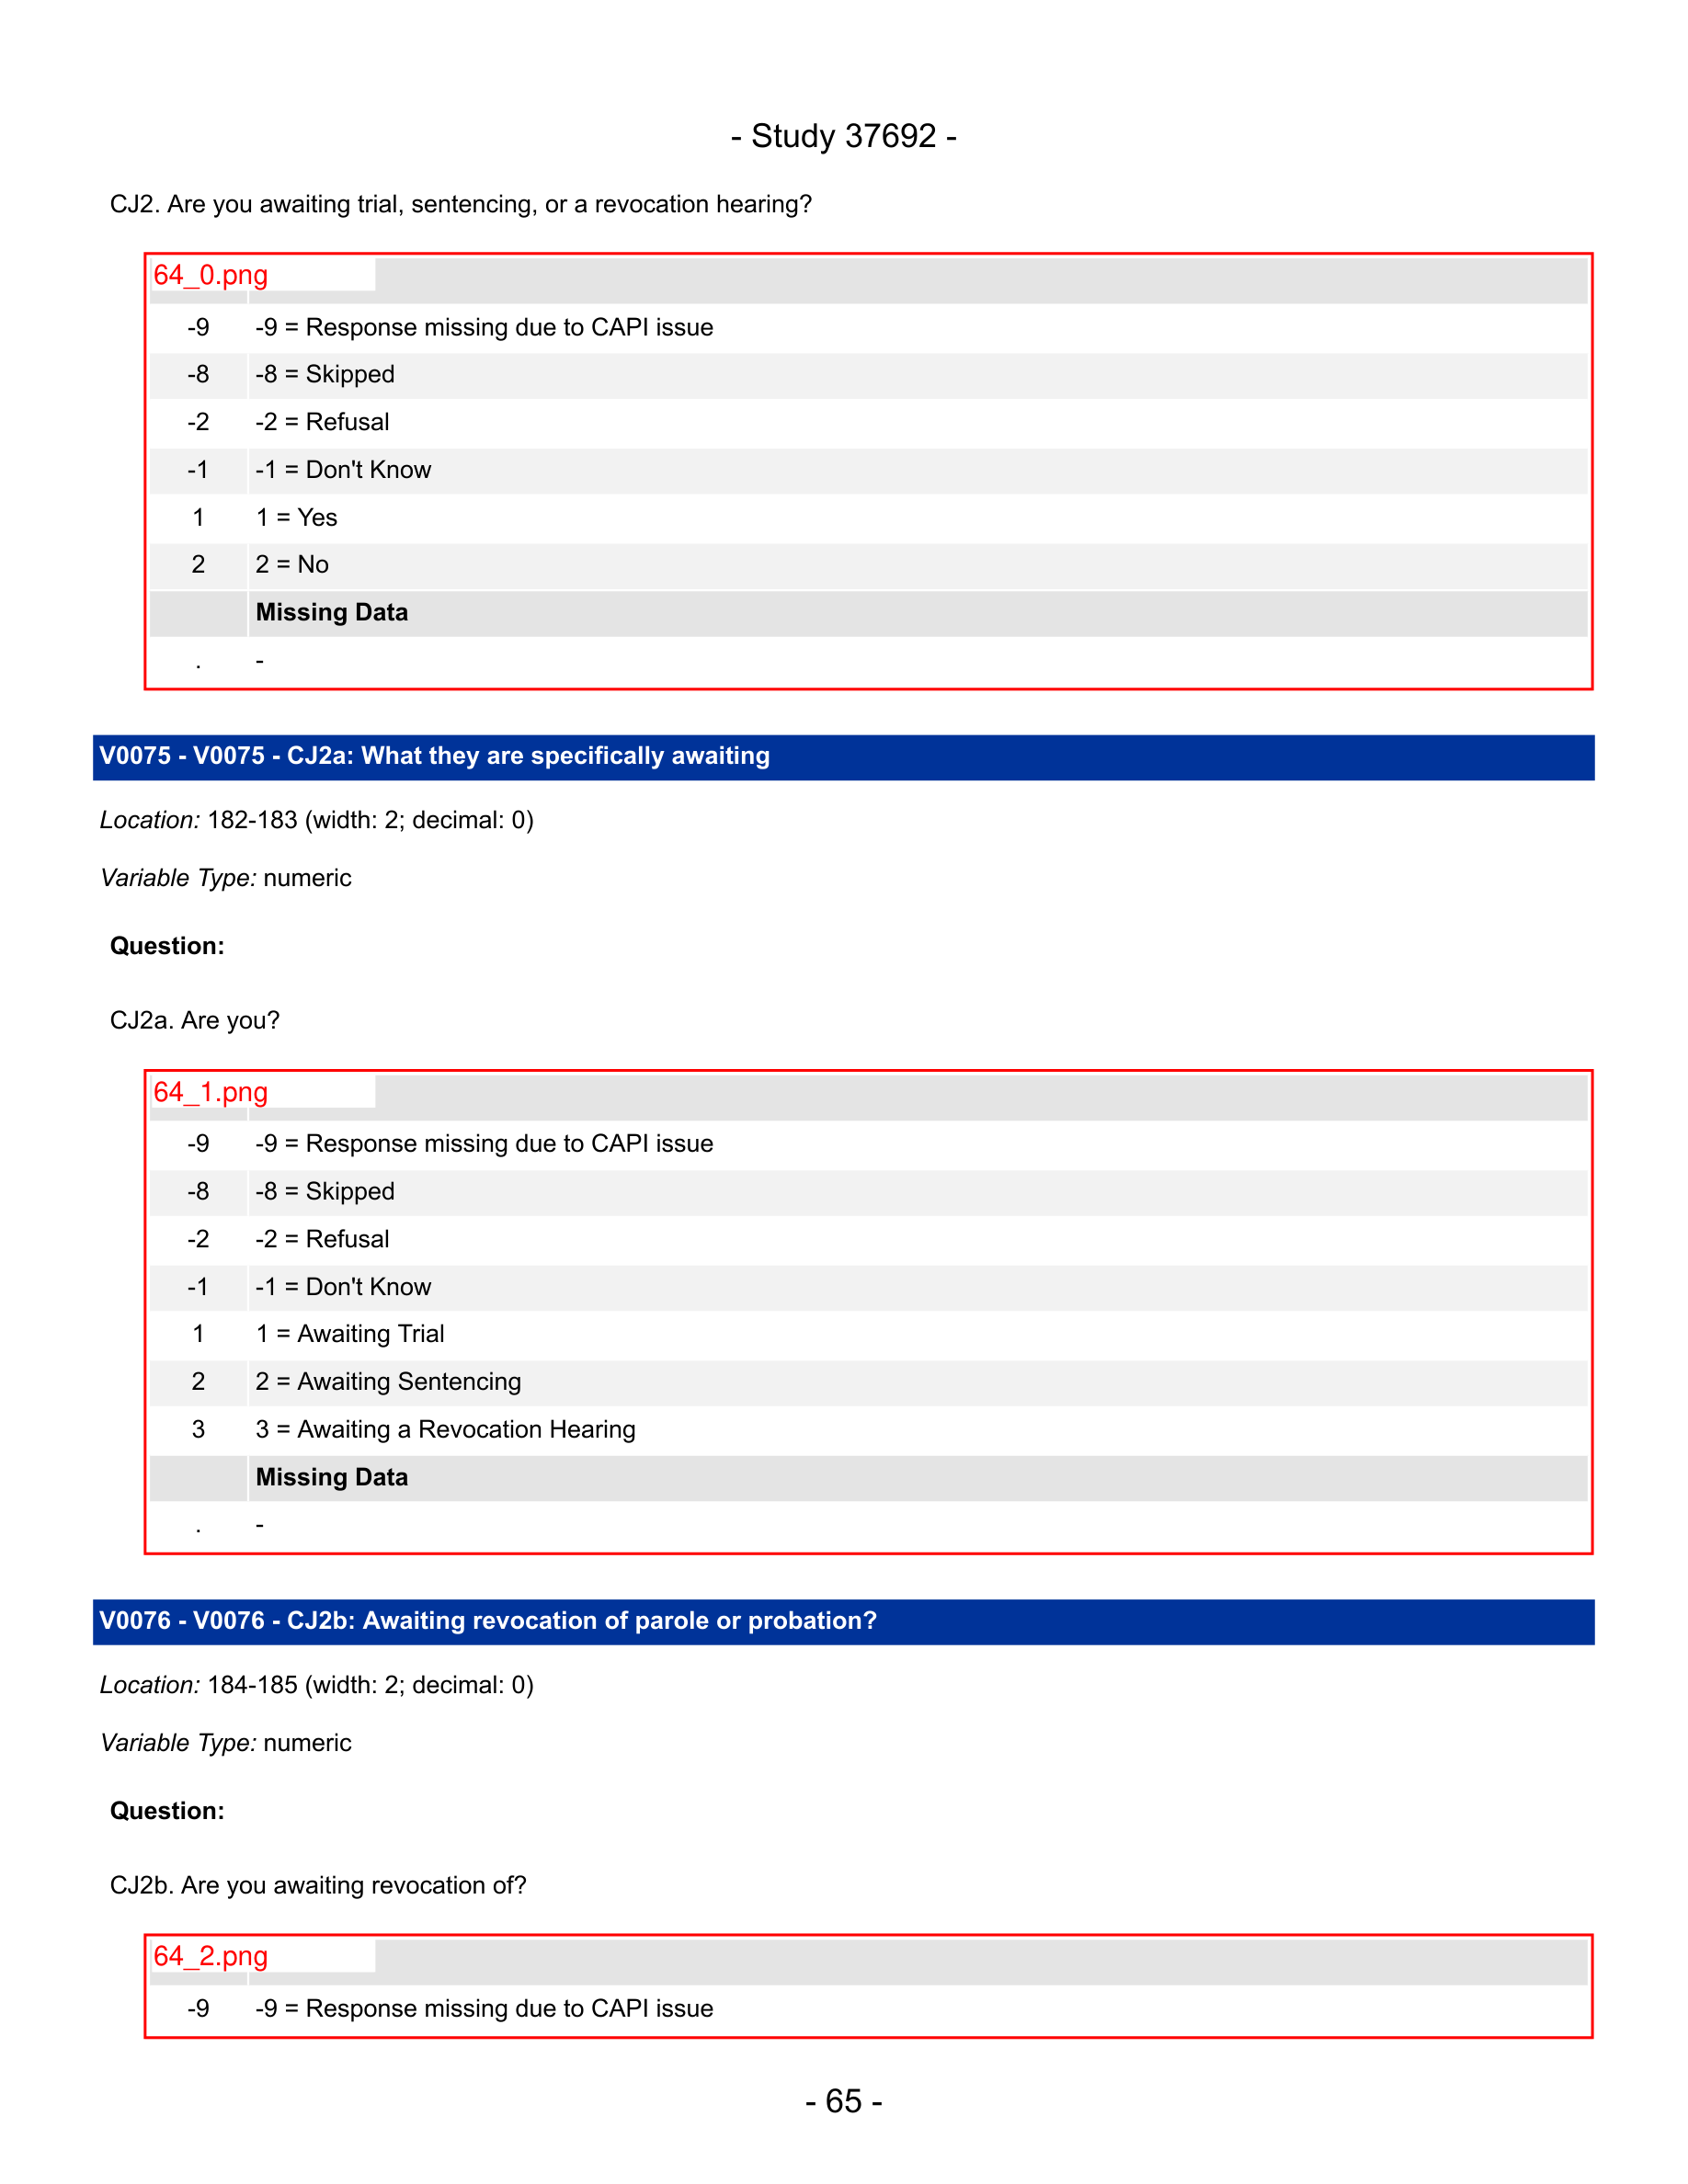 - Study 37692 -
CJ2. Are you awaiting trial, sentencing, or a revocation hearing?
64_0.png
-9 -9 = Response missing due to CAPI issue
-8 -8 = Skipped
-2 -2 = Refusal
-1 -1 = Don't Know
1 1 = Yes
2 2 = No
Missing Data
. -
V0075 - V0075 - CJ2a: What they are specifically awaiting
Location: 182-183 (width: 2; decimal: 0)
Variable Type: numeric
Question:
CJ2a. Are you?
64_1.png
-9 -9 = Response missing due to CAPI issue
-8 -8 = Skipped
-2 -2 = Refusal
-1 -1 = Don't Know
1 1 = Awaiting Trial
2 2 = Awaiting Sentencing
3 3 = Awaiting a Revocation Hearing
Missing Data
. -
V0076 - V0076 - CJ2b: Awaiting revocation of parole or probation?
Location: 184-185 (width: 2; decimal: 0)
Variable Type: numeric
Question:
CJ2b. Are you awaiting revocation of?
64_2.png
-9 -9 = Response missing due to CAPI issue
- 65 -